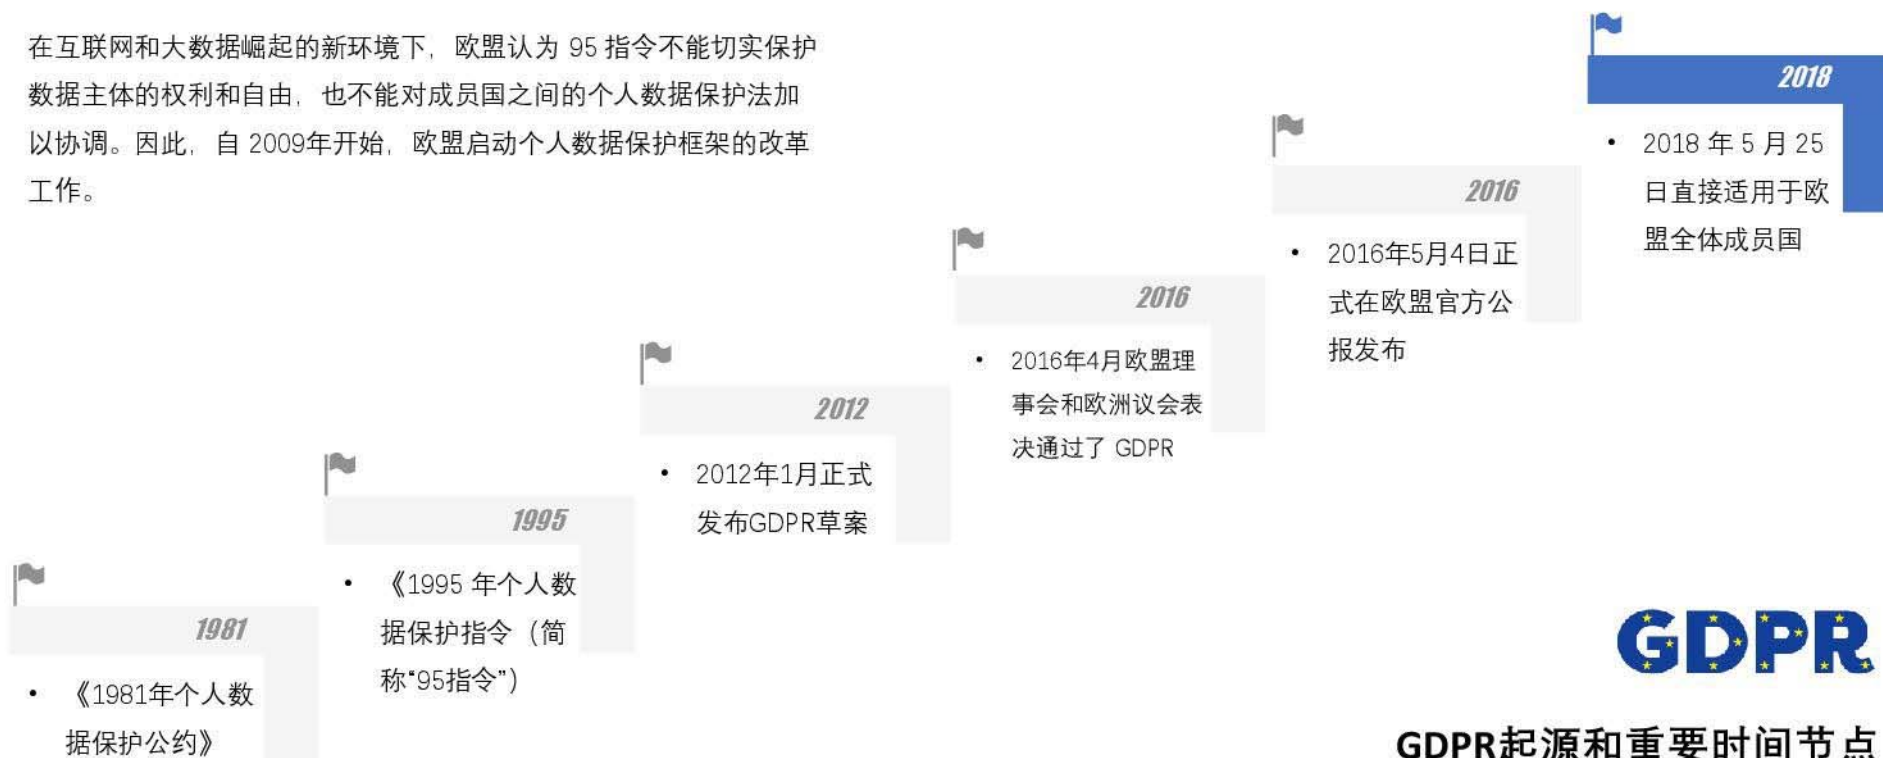 在互联网和大数据崛起的新环境下，欧盟认为 95 指令不能切实保护
数据主体的权利和自由，也不能对成员国之间的个人数据保护法加
以协调。因此，自 2009年开始，欧盟启动个人数据保护框架的改革
工作。
1981
• 《1981年个人数
据保护公约》
1995
• 《1995 年个人数
据保护指令（简
称“95指令”）
2012
• 2012年1月正式
发布GDPR草案
2016
• 2016年4月欧盟理
事会和欧洲议会表
决通过了 GDPR
2016
• 2016年5月4日正
式在欧盟官方公
报发布
2018
• 2018 年 5 月 25
日直接适用于欧
盟全体成员国
GDPR
GDPR起源和重要时间节点